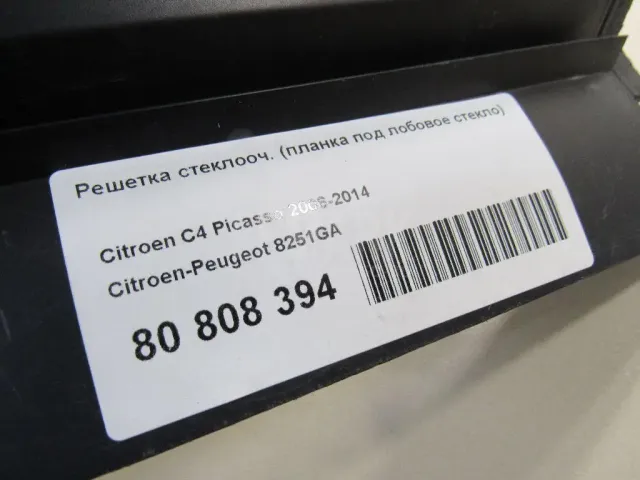 Решетка стеклооч. (планка под лобовое стекло)
Citroen C4 Picasso 2006-2014
Citroen-Peugeot 8251GA
80 808 394